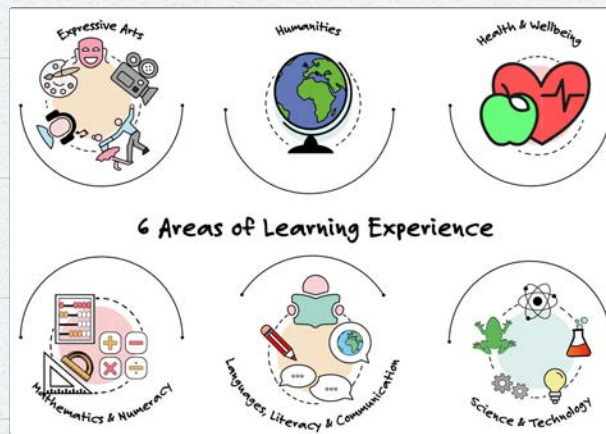 Expressive Arts
Humanities
Health & Wellbeing
6 Areas of Learning Experience
Mathematics & Numeracy
Languages, Literacy & Communication
Science & Technology